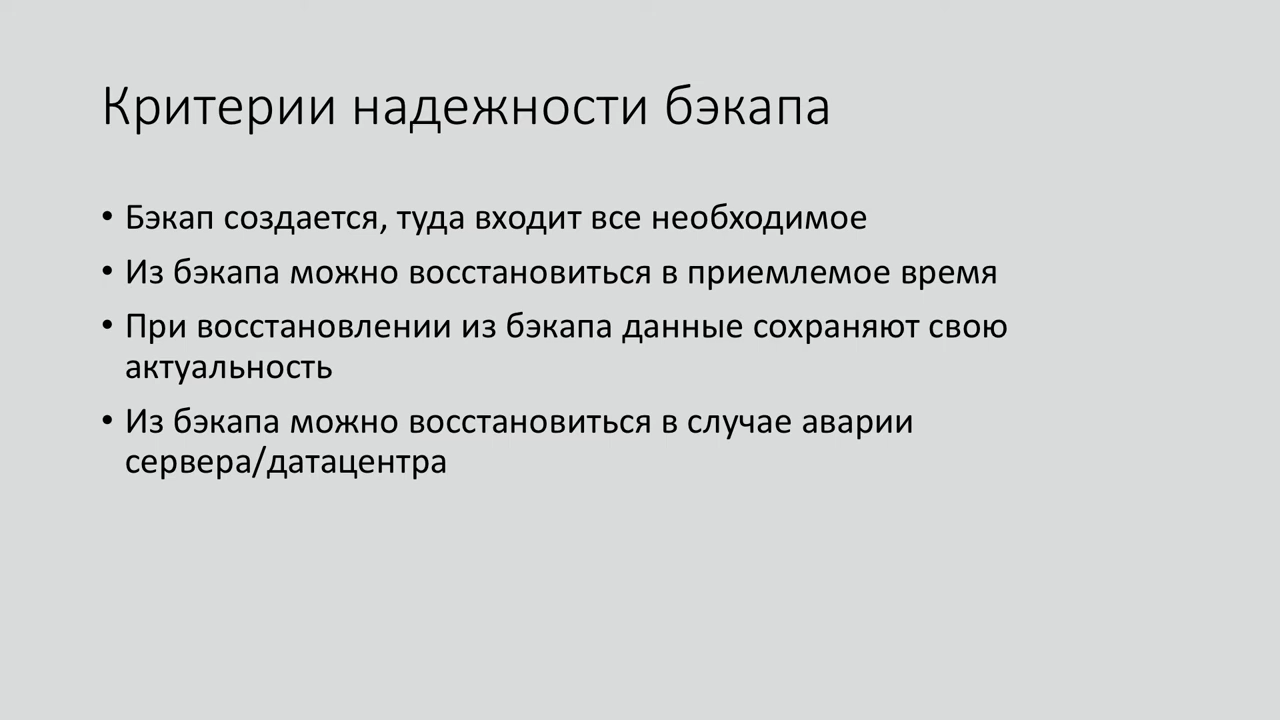 Критерии надежности бэкапа
• Бэкап создается, туда входит все необходимое
• Из бэкапа можно восстановиться в приемлемое время
• При восстановлении из бэкапа данные сохраняют свою
актуальность
• Из бэкапа можно восстановиться в случае аварии
сервера/датацентра